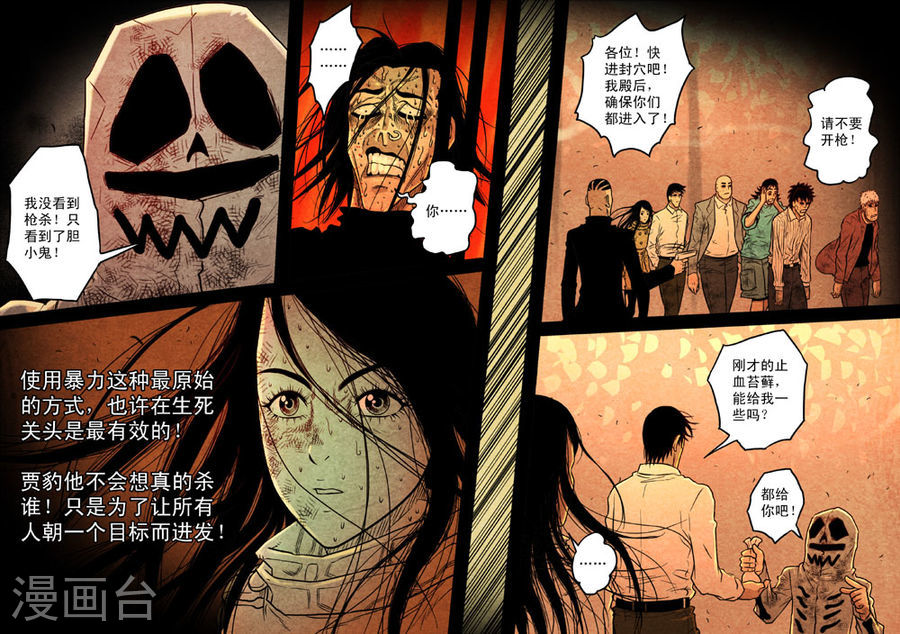 我没看到
枪杀！只
看到了胆
小鬼！
……
……
你……
使用暴力这种最原始
的方式，也许在生死
关头是最有效的！
贾豹他不会想真的杀
谁！只是为了让所有
人朝一个目标而进发！
各位！快
进封穴吧！
我殿后，
确保你们
都进入了！
请不要
开枪！
刚才的止
血苔藓，
能给我一
些吗？
都给
你吧！
……
漫画台